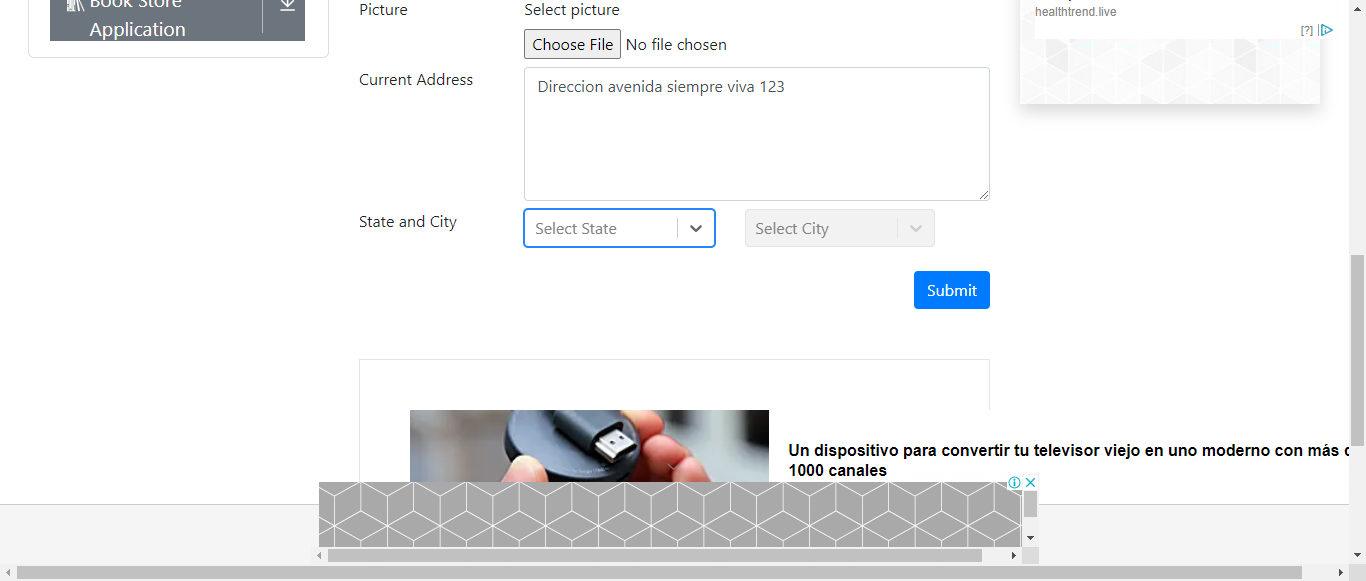 Book Store
Application
Picture
Select picture
Choose File No file chosen
Current Address
Direccion avenida siempre viva 123
State and City
Select State
Select City
Submit
healthtrend.live
[?]
Un dispositivo para convertir tu televisor viejo en uno moderno con más
1000 canales